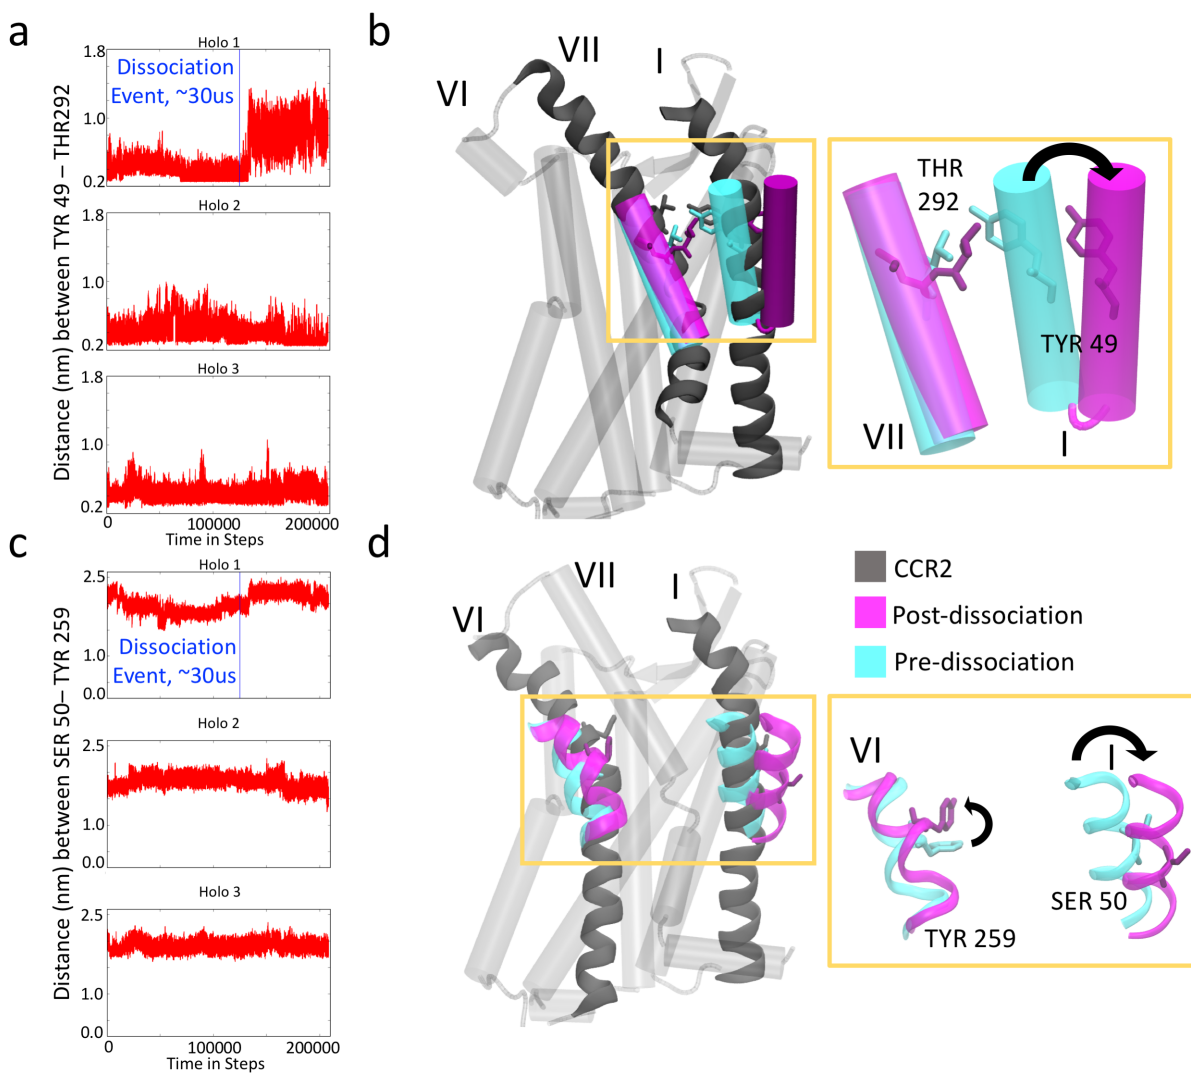 a
Distance (nm) between TYR 49 – THR292
Holo 1
1.8
1.0
0.2
Dissociation
Event, ~30us
Holo 2
1.8
1.0
0.2
Holo 3
1.8
1.0
0.2
0
100000
200000
Time in Steps
b
VII
I
VI
THR
292
TYR 49
VII
I
c
Distance (nm) between SER 50– TYR 259
Holo 1
2.5
1.0
0.0
Dissociation
Event, ~30us
Holo 2
2.5
1.0
0.0
Holo 3
2.5
1.0
0.0
0
100000
200000
Time in Steps
d
VII
I
VI
CCR2
Post-dissociation
Pre-dissociation
VI
I
SER 50
TYR 259